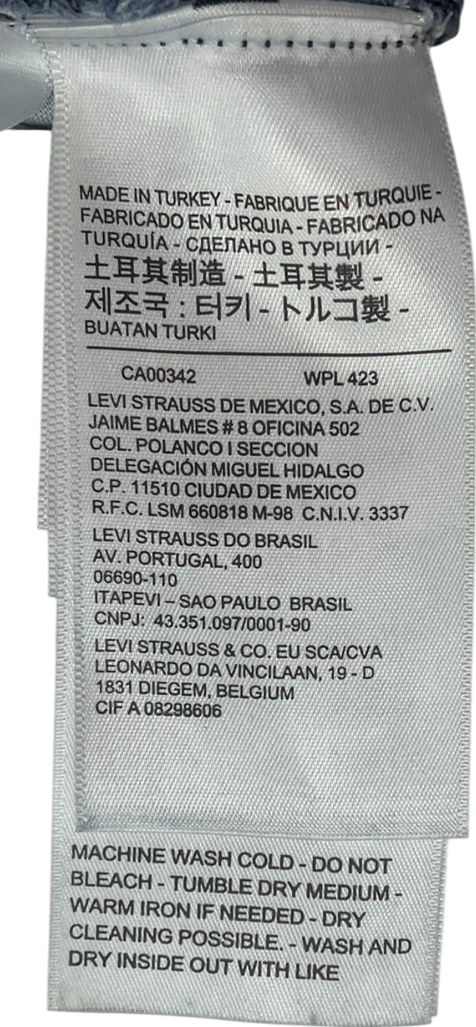 MADE IN TURKEY - FABRIQUE EN TURQUIE -
FABRICADO EN TURQUIA - FABRICADO NA
TURQUÍA - СДЕЛАНО В ТУРЦИИ -
土耳其制造 - 土耳其製 -
제조국 : 터키 - トルコ製 -
BUATAN TURKI
CA00342 WPL 423
LEVI STRAUSS DE MEXICO, S.A. DE C.V.
JAIME BALMES # 8 OFICINA 502
COL. POLANCO I SECCION
DELEGACIÓN MIGUEL HIDALGO
C.P. 11510 CIUDAD DE MEXICO
R.F.C. LSM 660818 M-98 C.N.I.V. 3337
LEVI STRAUSS DO BRASIL
AV. PORTUGAL, 400
06690-110
ITAPEVI – SAO PAULO BRASIL
CNPJ: 43.351.097/0001-90
LEVI STRAUSS & CO. EU SCA/CVA
LEONARDO DA VINCILAAN, 19 - D
1831 DIEGEM, BELGIUM
CIF A 08298606
MACHINE WASH COLD - DO NOT
BLEACH - TUMBLE DRY MEDIUM -
WARM IRON IF NEEDED - DRY
CLEANING POSSIBLE. - WASH AND
DRY INSIDE OUT WITH LIKE